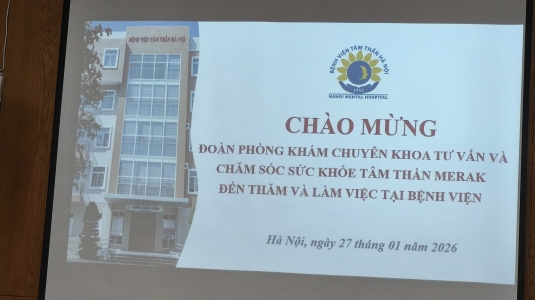 BỆNH VIỆN TÂM THẦN HÀ NỘI
BỆNH VIỆN TÂM THẦN HÀ NỘI
HANOI MENTAL HOSPITAL
CHÀO MỪNG
ĐOÀN PHÒNG KHÁM CHUYÊN KHOA TƯ VẤN VÀ
CHĂM SÓC SỨC KHỎE TÂM THẦN MERAK
ĐẾN THĂM VÀ LÀM VIỆC TẠI BỆNH VIỆN
Hà Nội, ngày 27 tháng 01 năm 2026